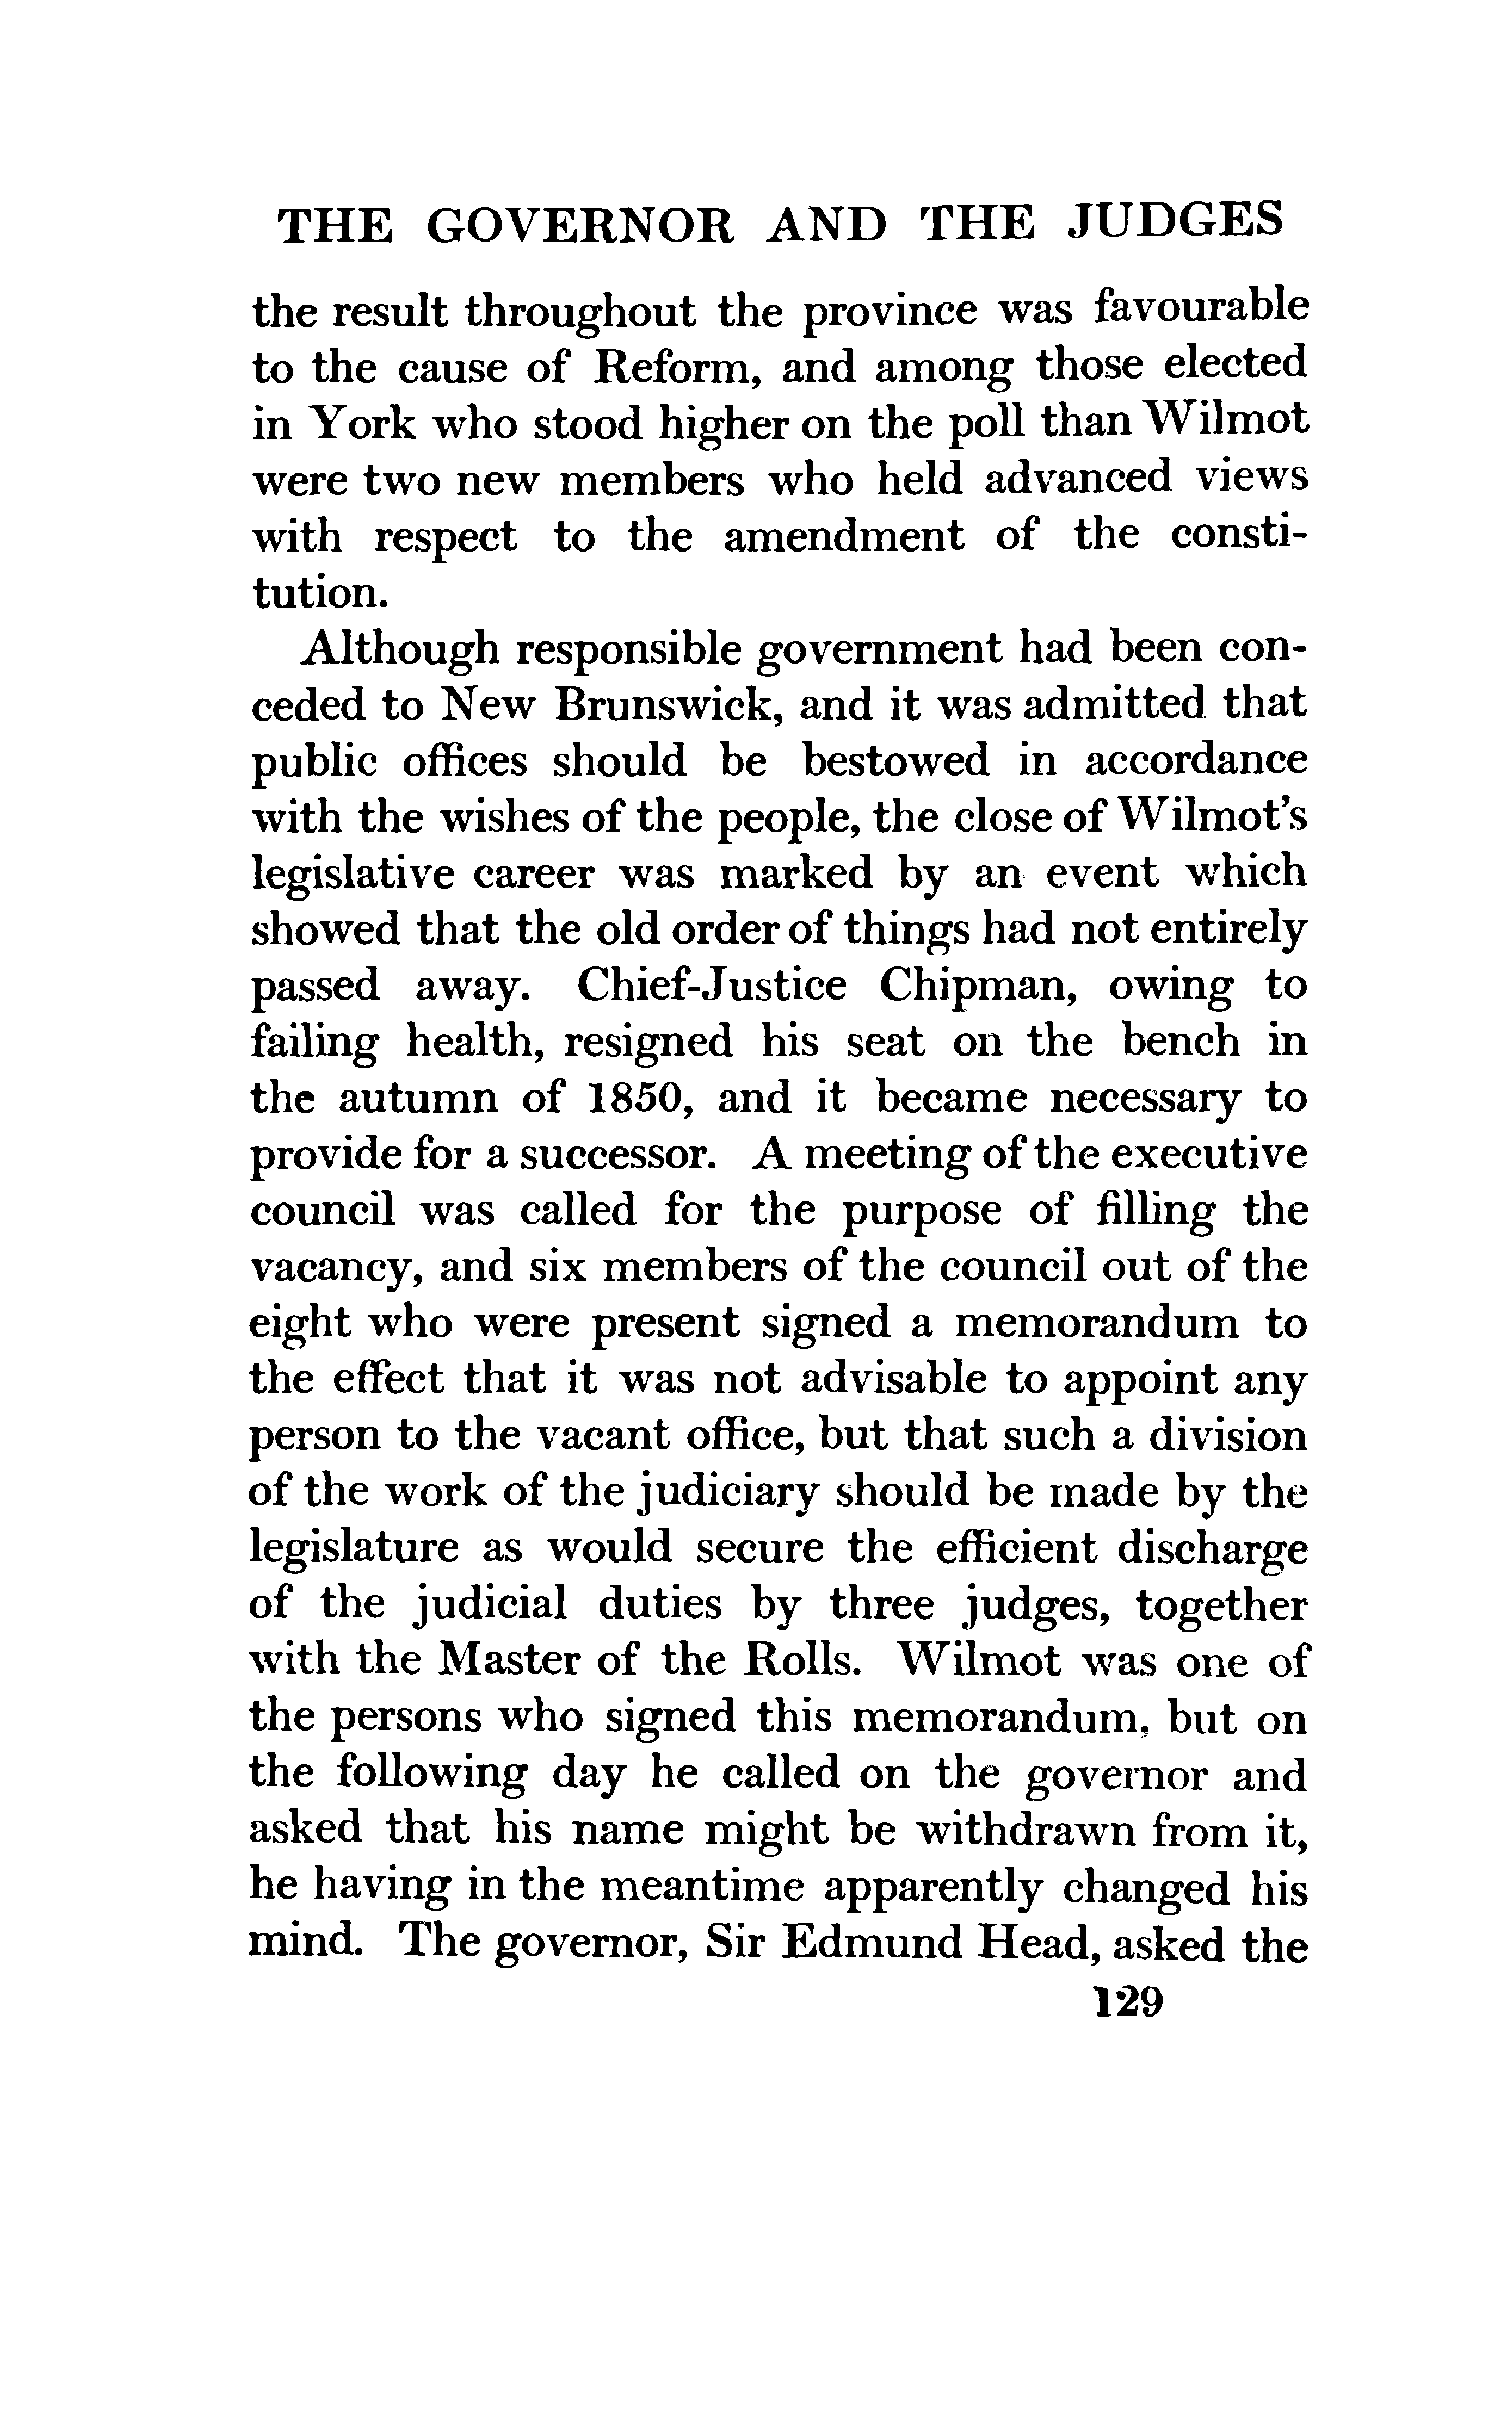 THE GOVERNOR AND THE JUDGES
the result throughout the province was favourable
to the cause of Reform, and among those elected
in York who stood higher on the poll than Wilmot
were two new members who held advanced views
with respect to the amendment of the consti-
tution.
Although responsible government had been con-
ceded to New Brunswick, and it was admitted that
public offices should be bestowed in accordance
with the wishes of the people, the close of Wilmot's
legislative career was marked by an event which
showed that the old order of things had not entirely
passed away. Chief-Justice Chipman, owing to
failing health, resigned his seat on the bench in
the autumn of 1850, and it became necessary to
provide for a successor. A meeting of the executive
council was called for the purpose of filling the
vacancy, and six members of the council out of the
eight who were present signed a memorandum to
the effect that it was not advisable to appoint any
person to the vacant office, but that such a division
of the work of the judiciary should be made by the
legislature as would secure the efficient discharge
of the judicial duties by three judges, together
with the Master of the Rolls. Wilmot was one of
the persons who signed this memorandum, but on
the following day he called on the governor and
asked that his name might be withdrawn from it,
he having in the meantime apparently changed his
mind. The governor, Sir Edmund Head, asked the
129